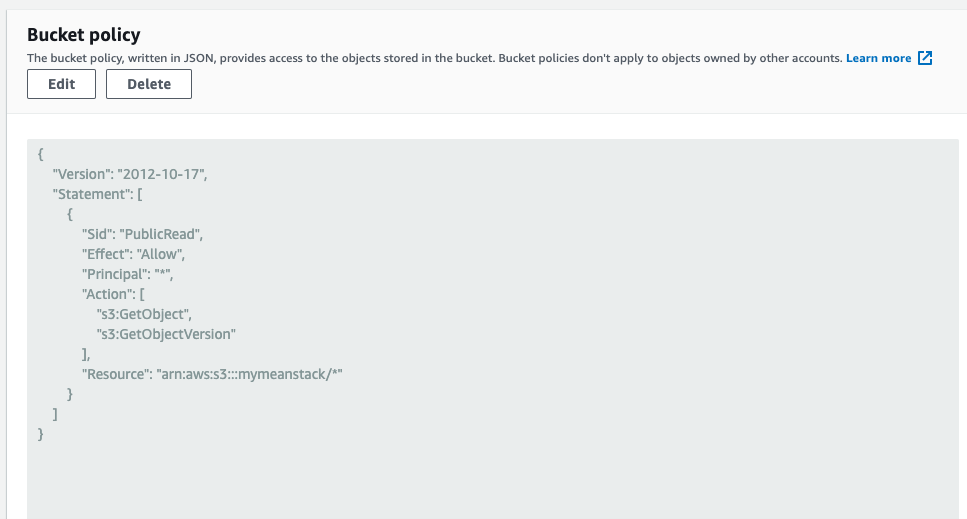 Bucket policy
The bucket policy, written in JSON, provides access to the objects stored in the bucket. Bucket policies don't apply to objects owned by other accounts. Learn more
Edit Delete
{
  "Version": "2012-10-17",
  "Statement": [
    {
      "Sid": "PublicRead",
      "Effect": "Allow",
      "Principal": "*",
      "Action": [
        "s3:GetObject",
        "s3:GetObjectVersion"
      ],
      "Resource": "arn:aws:s3:::mymeanstack/*"
    }
  ]
}